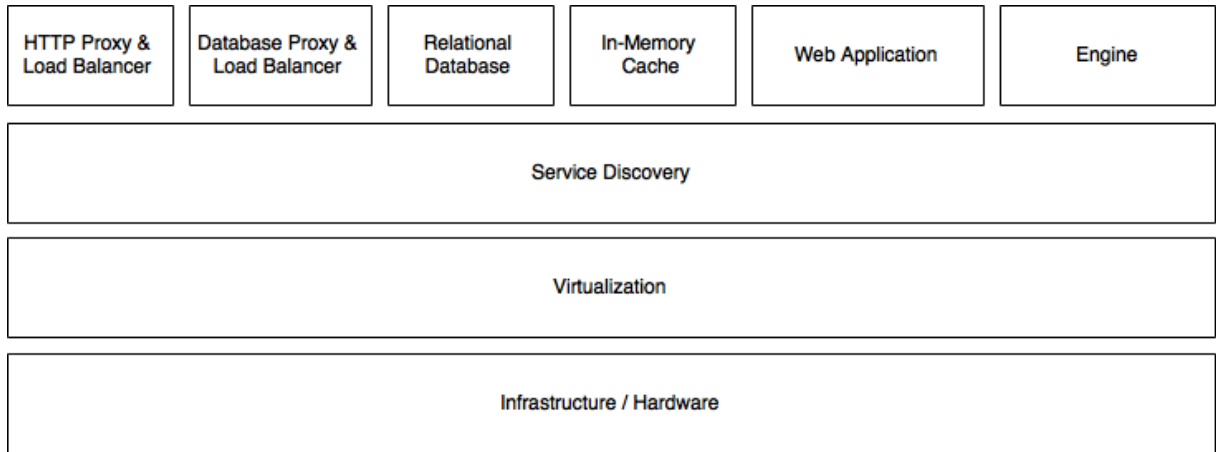 HTTP Proxy &
Load Balancer
Database Proxy &
Load Balancer
Relational
Database
In-Memory
Cache
Web Application
Engine
Service Discovery
Virtualization
Infrastructure / Hardware